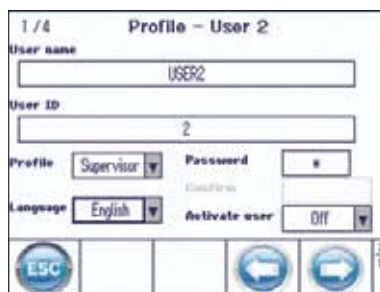 1/4 Profile – User 2
User name
USER2
User ID
2
Profile Supervisor Password *
Confirm
Language English Activate user Off
ESC